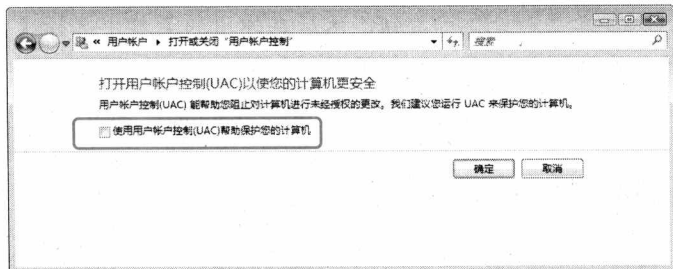 « 用户帐户 ▸ 打开或关闭“用户帐户控制”
搜索
打开用户帐户控制(UAC)以使您的计算机更安全
用户帐户控制(UAC) 能帮助您阻止对计算机进行未经授权的更改。我们建议您运行 UAC 来保护您的计算机。
使用用户帐户控制(UAC)帮助保护您的计算机
确定
取消